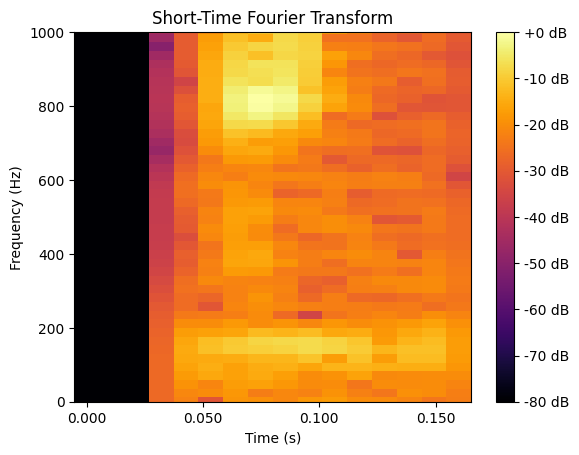 Short-Time Fourier Transform
1000
800
600
400
200
0
Frequency (Hz)
0.000
0.050
0.100
0.150
Time (s)
+0 dB
-10 dB
-20 dB
-30 dB
-40 dB
-50 dB
-60 dB
-70 dB
-80 dB